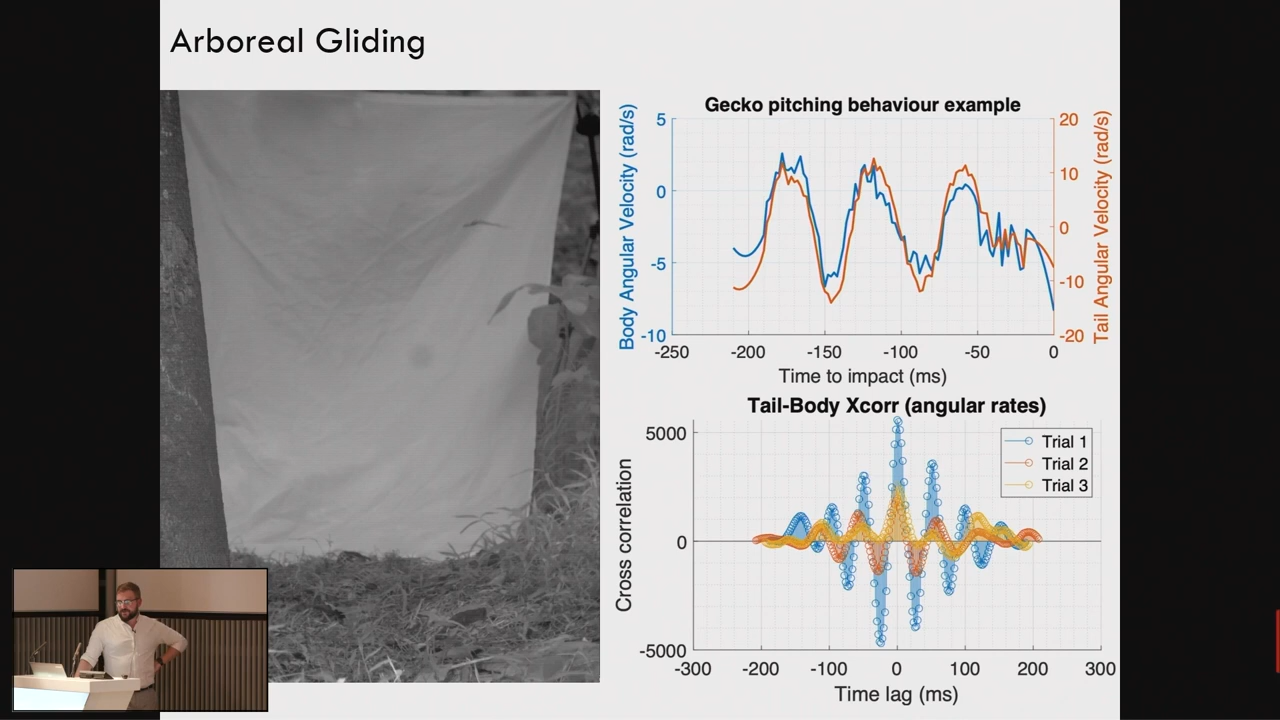 Arboreal Gliding
Gecko pitching behaviour example
Body Angular Velocity (rad/s)
5
0
-5
-10
20
10
0
-10
-20
Tail Angular Velocity (rad/s)
-250
-200
-150
-100
-50
0
Time to impact (ms)
Tail-Body Xcorr (angular rates)
Cross correlation
5000
0
-5000
Trial 1
Trial 2
Trial 3
-300
-200
-100
0
100
200
300
Time lag (ms)